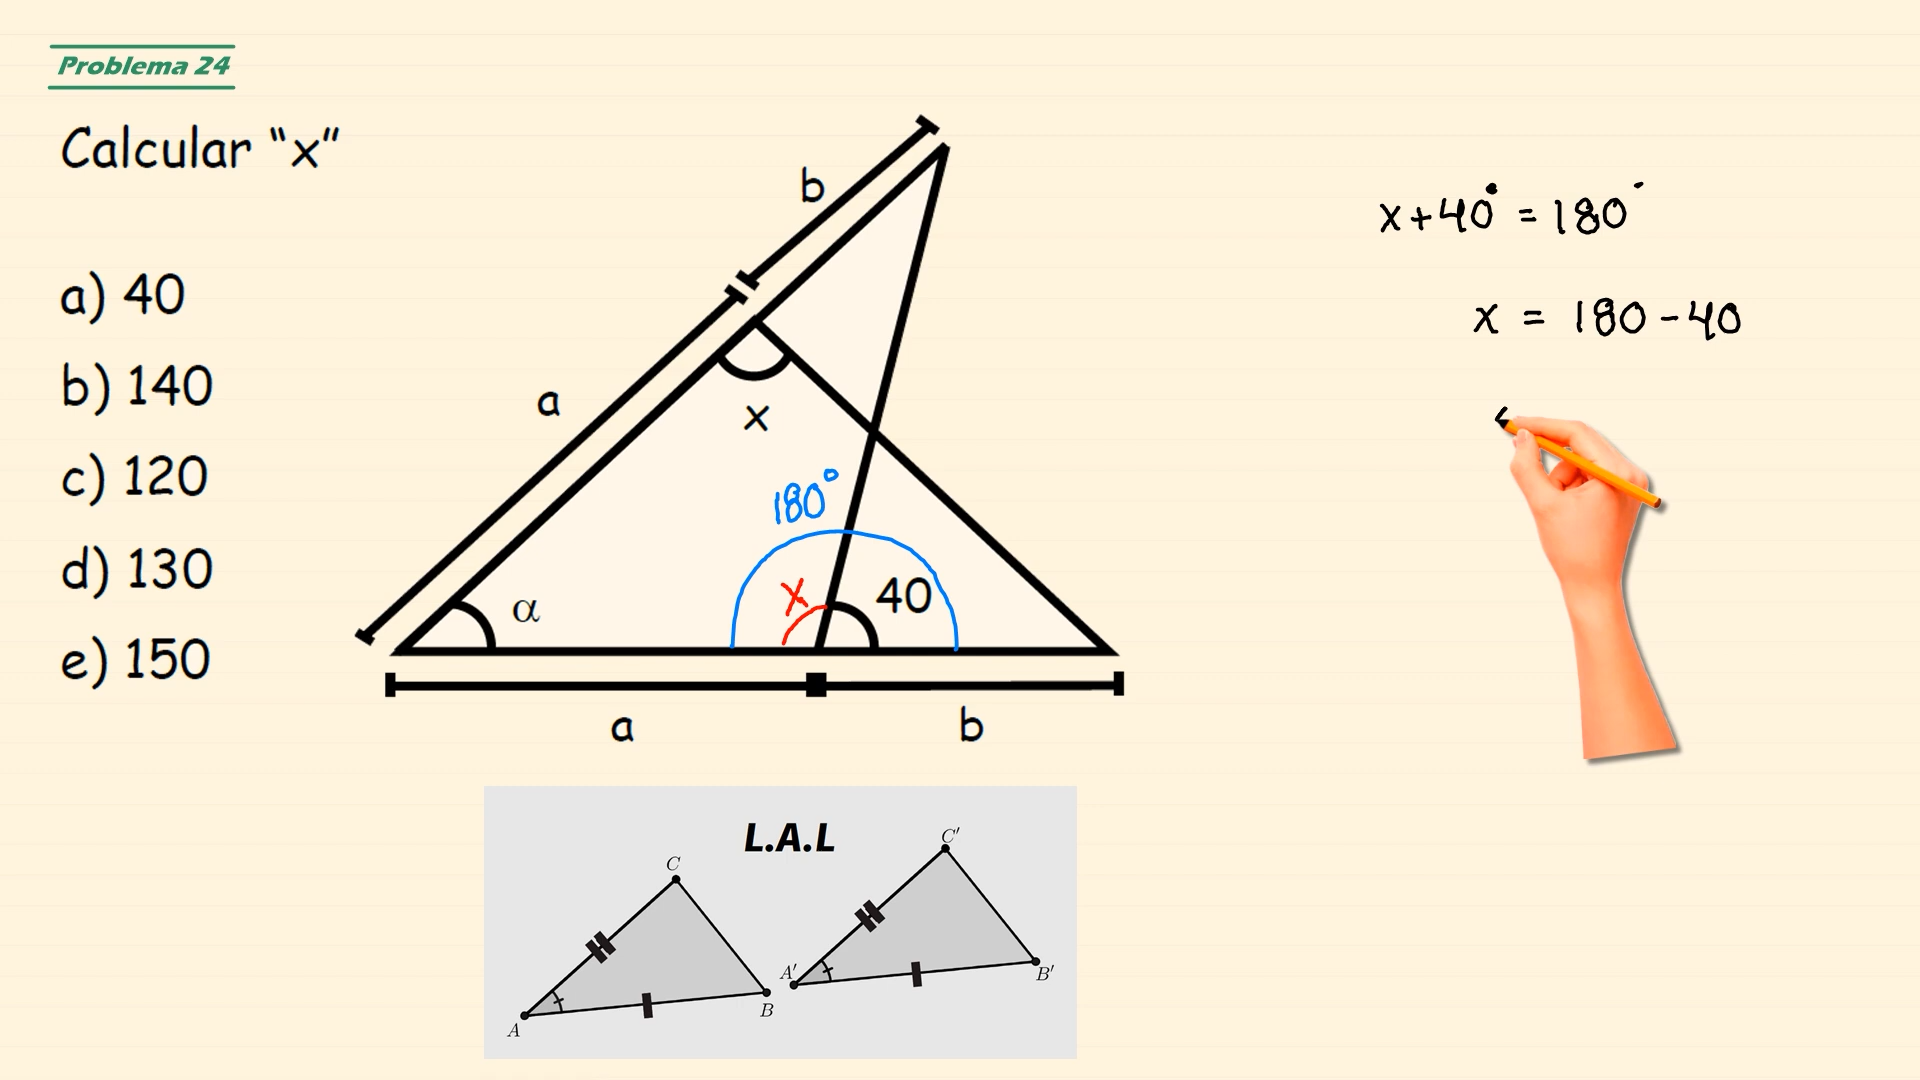 Problema 24
Calcular “x”
a) 40
b) 140
c) 120
d) 130
e) 150
b
a
x
180°
x
40
α
a
b
x+40° = 180°
x = 180-40
L.A.L
C
A
B
C′
A′
B′